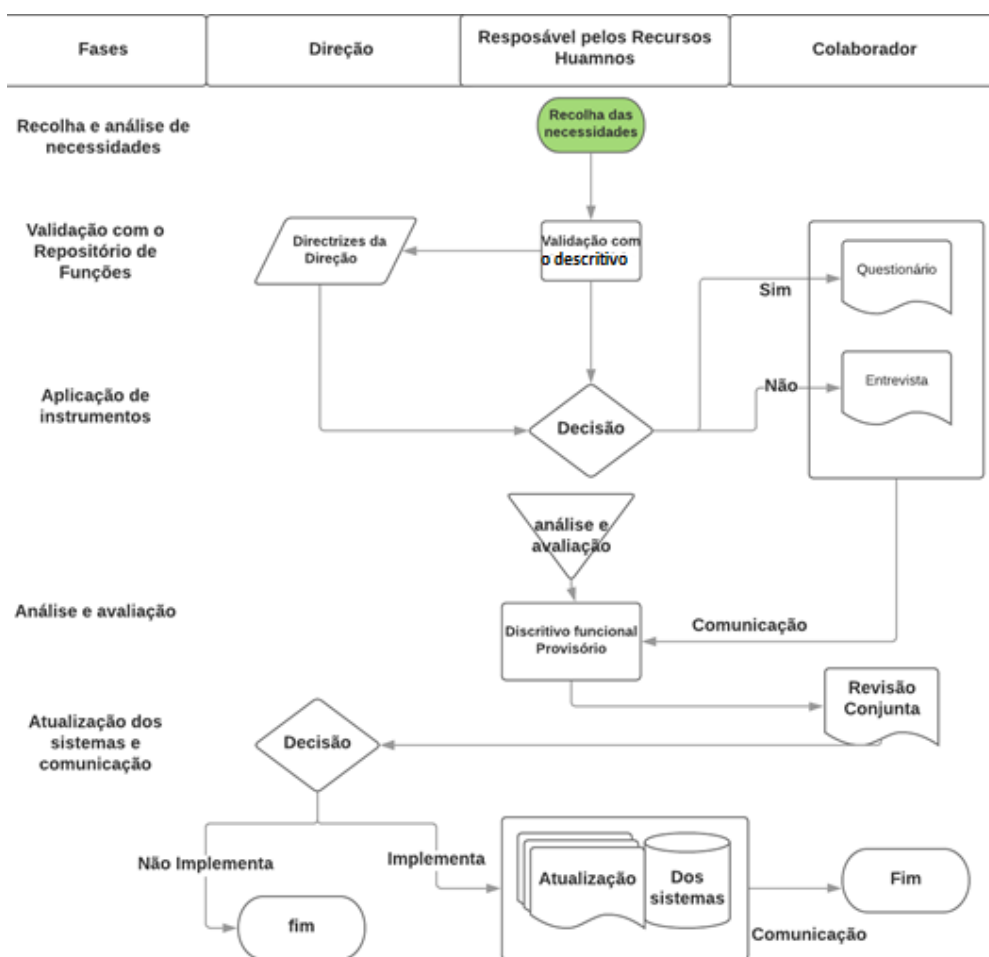 Fases
Direção
Resposável pelos Recursos
Huamnos
Colaborador
Recolha e análise de
necessidades
Recolha das
necessidades
Validação com o
Repositório de
Funções
Directrizes da
Direção
Validação com
o descritivo
Sim
Questionário
Aplicação de
instrumentos
Decisão
Não
Entrevista
análise e
avaliação
Análise e avaliação
Discritivo funcional
Provisório
Comunicação
Revisão
Conjunta
Atualização dos
sistemas e
comunicação
Decisão
Não Implementa
Implementa
fim
Atualização
Dos
sistemas
Fim
Comunicação